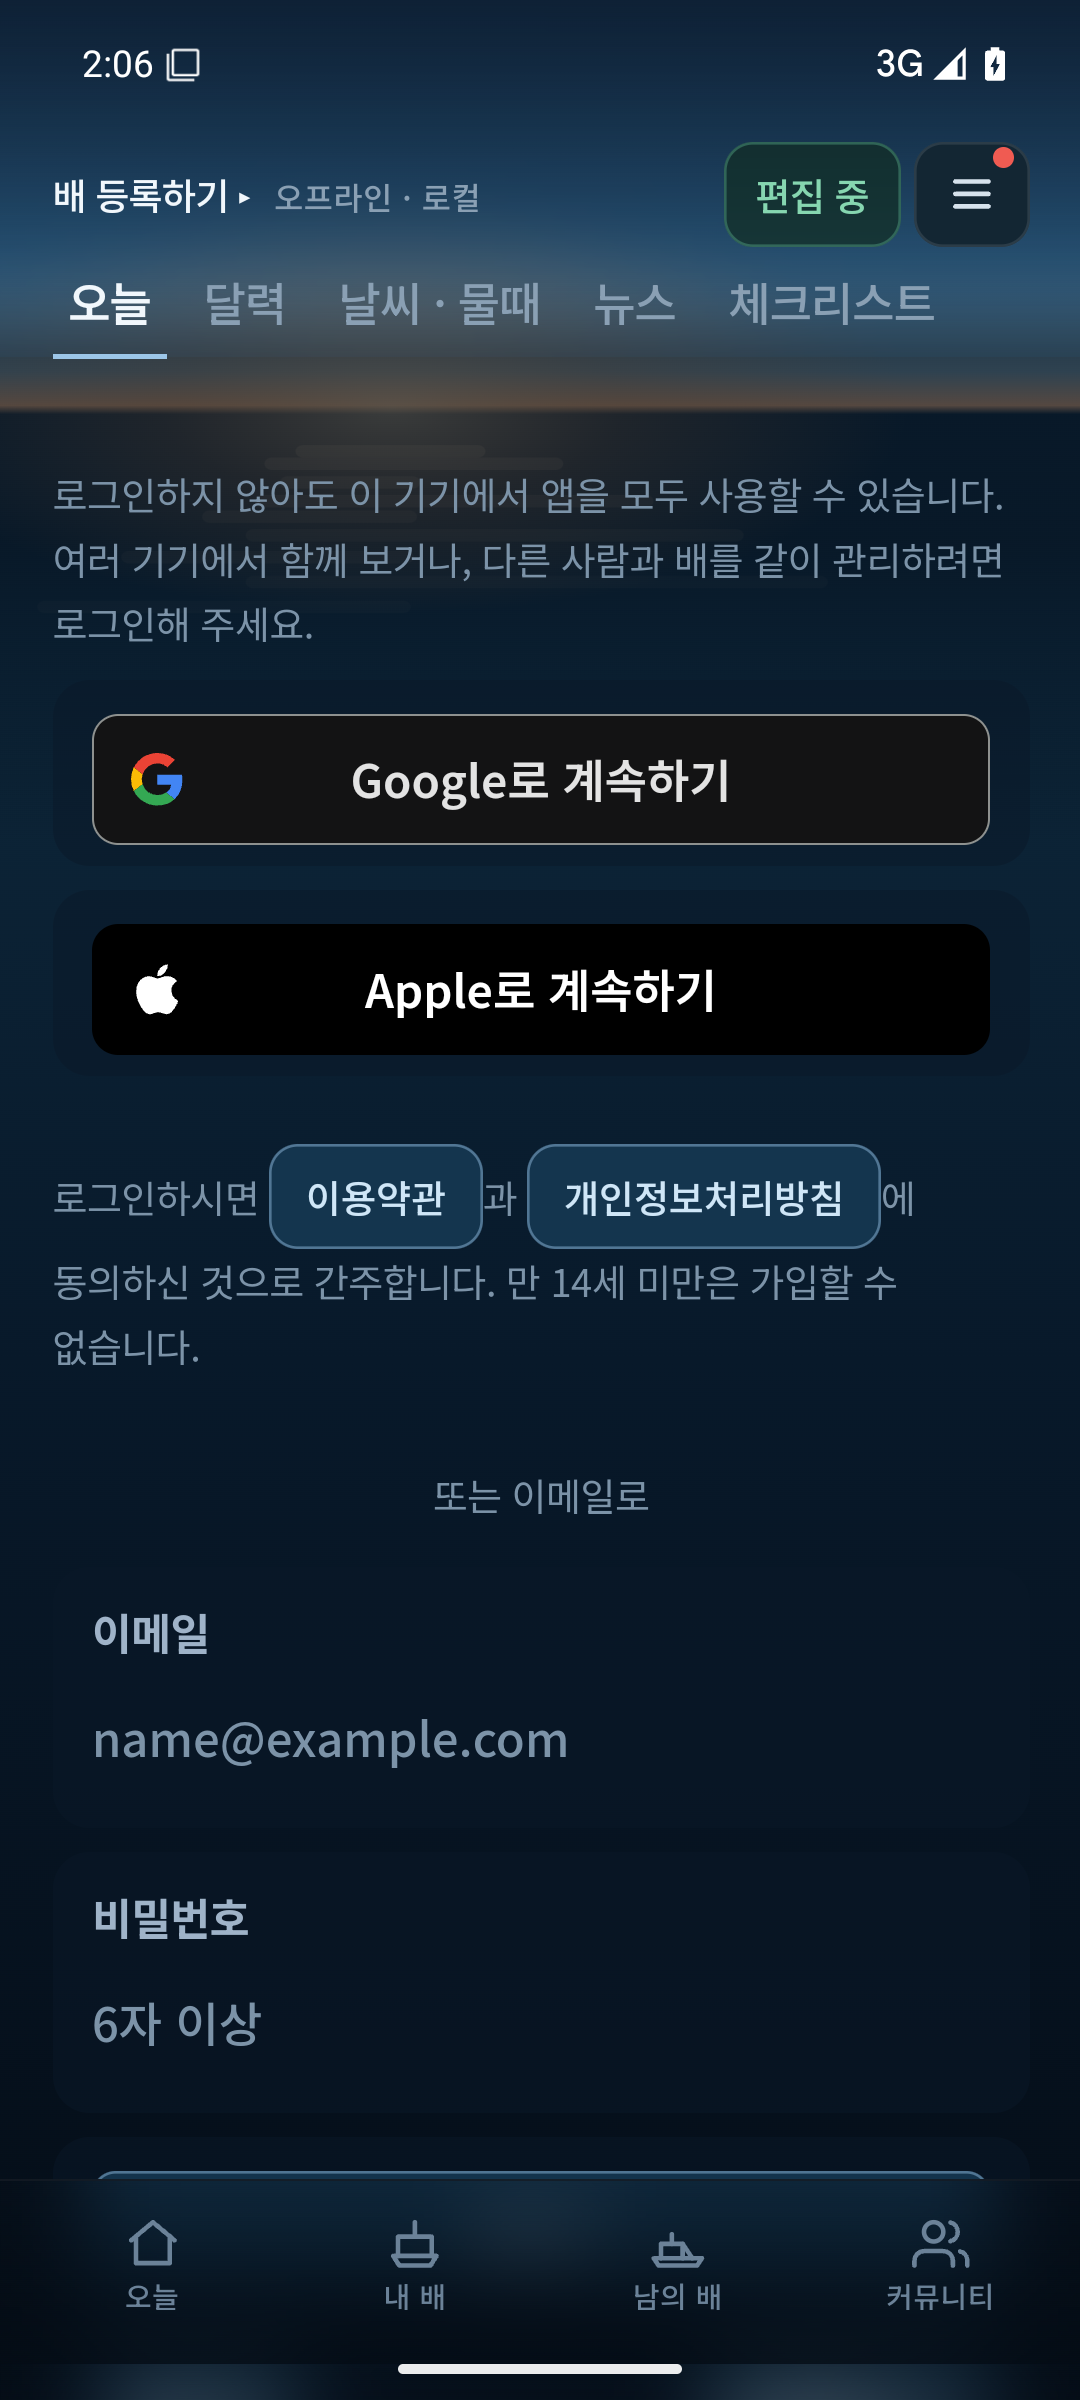 2:06
3G
배 등록하기 ▸ 오프라인 · 로컬
편집 중
오늘 달력 날씨 · 물때 뉴스 체크리스트
로그인하지 않아도 이 기기에서 앱을 모두 사용할 수 있습니다.
여러 기기에서 함께 보거나, 다른 사람과 배를 같이 관리하려면
로그인해 주세요.
Google로 계속하기
Apple로 계속하기
로그인하시면 이용약관과 개인정보처리방침에
동의하신 것으로 간주합니다. 만 14세 미만은 가입할 수
없습니다.
또는 이메일로
이메일
name@example.com
비밀번호
6자 이상
오늘 내 배 남의 배 커뮤니티